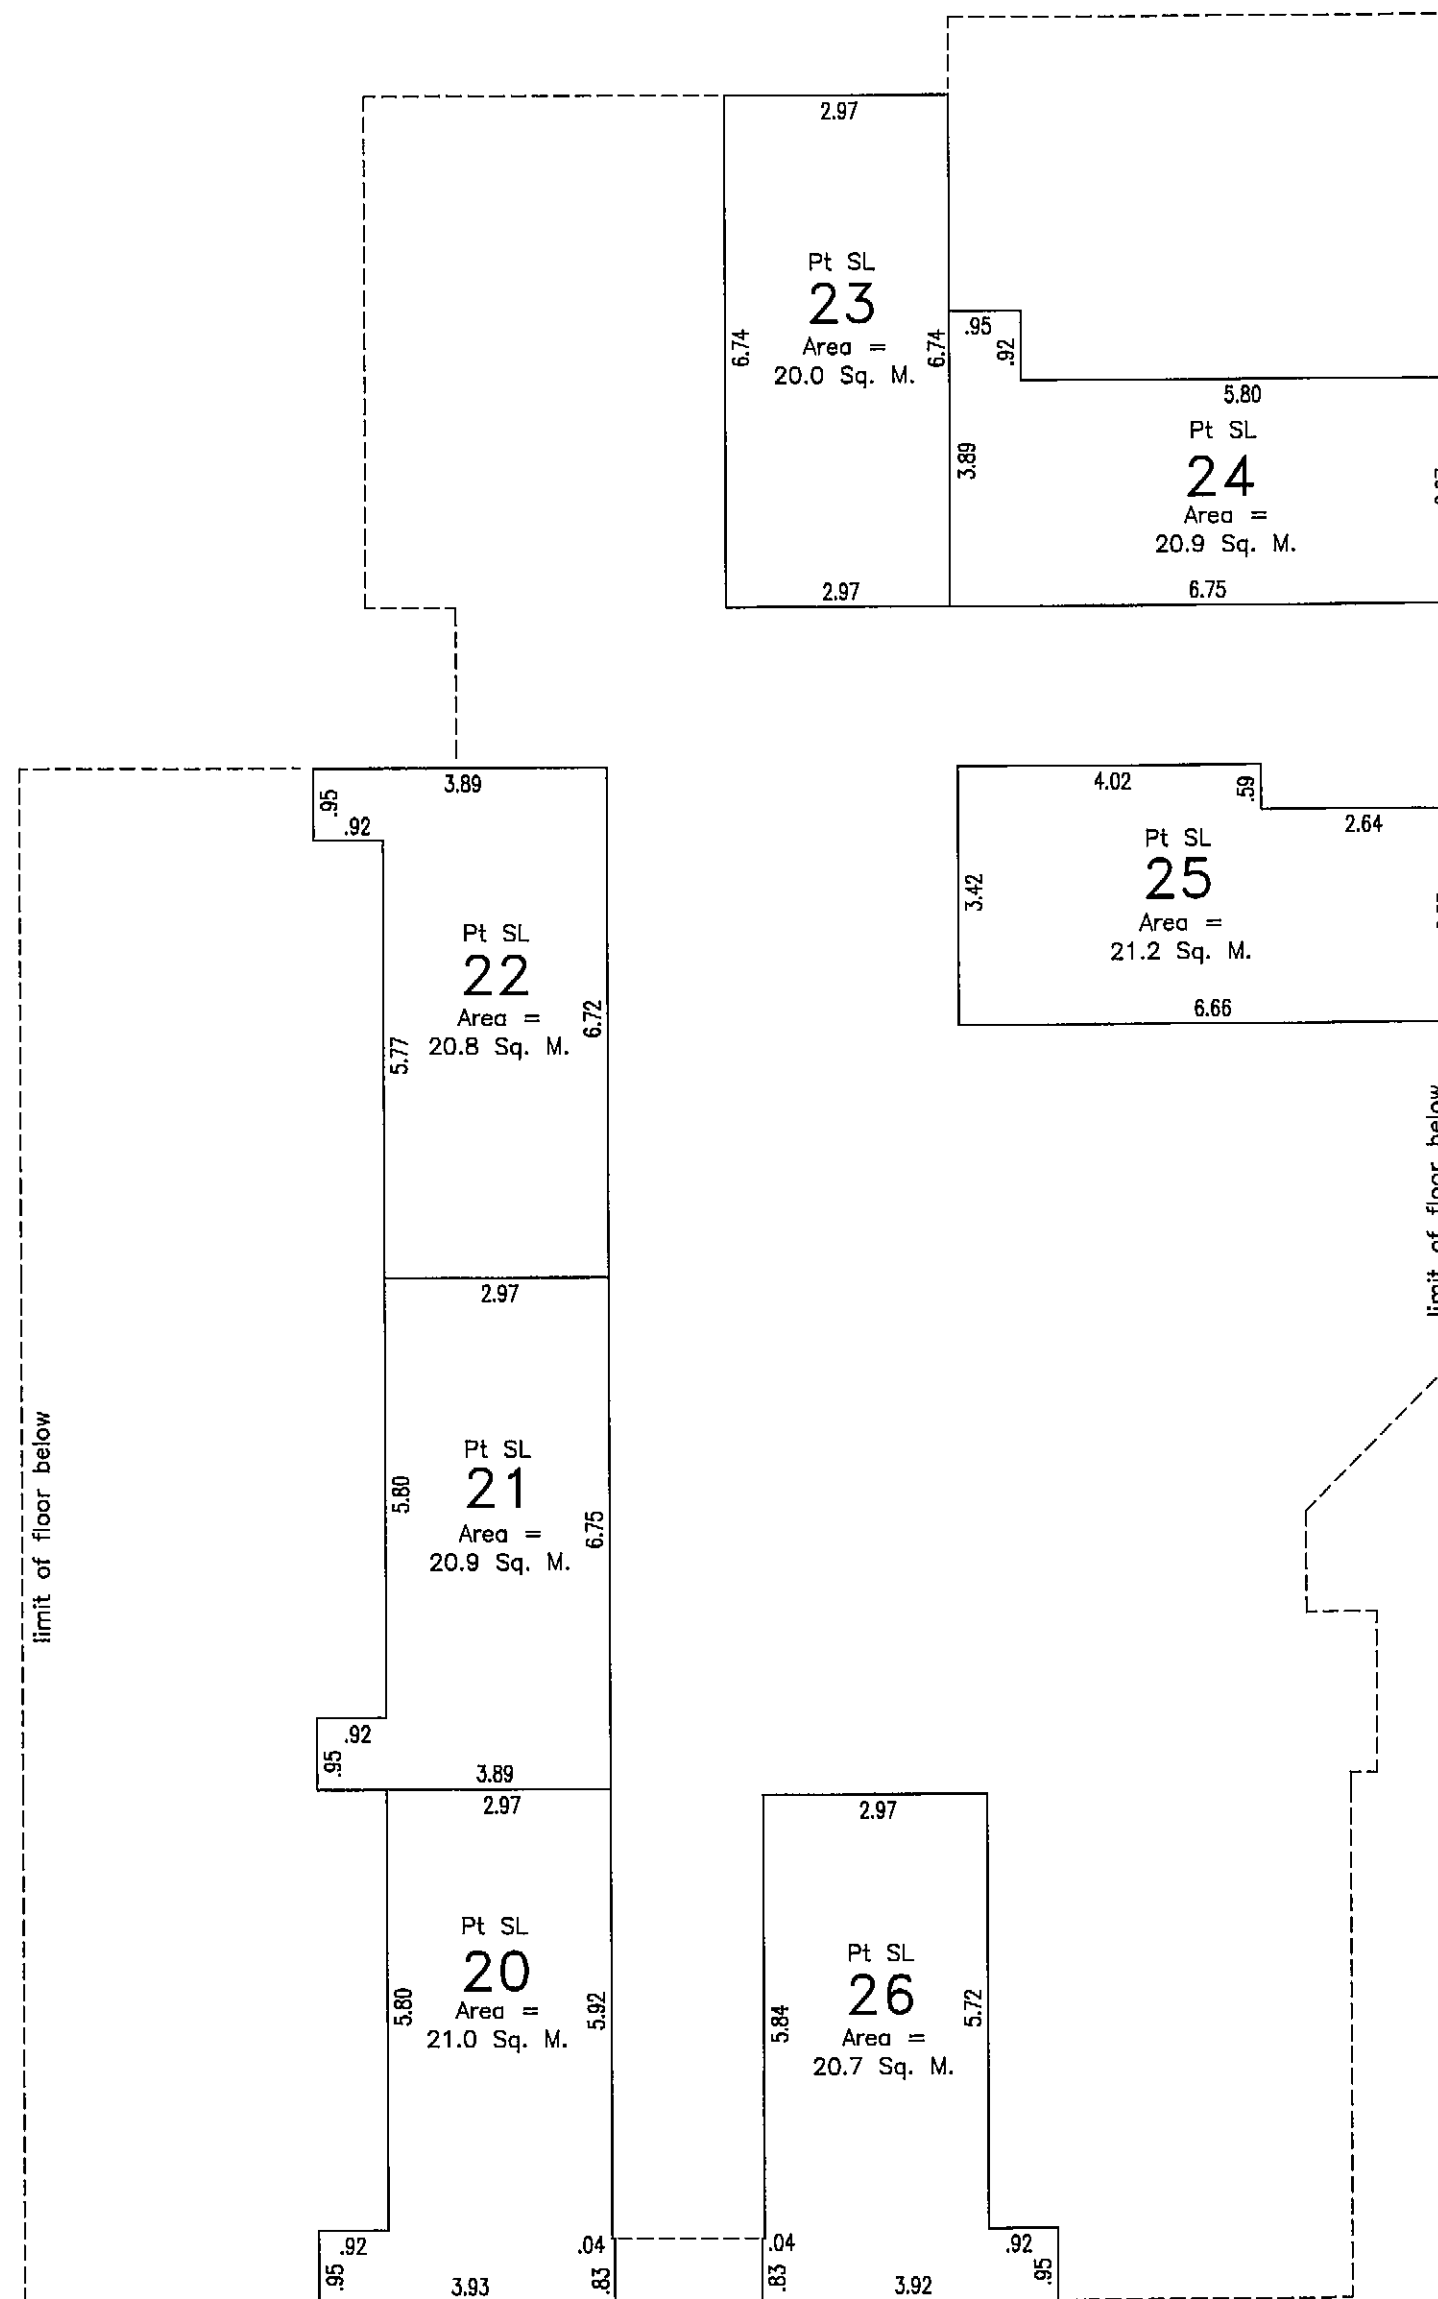 2.97
Pt SL
23
Area =
20.0 Sq. M.
6.74
6.74
2.97
.95
.92
5.80
3.89
Pt SL
24
Area =
20.9 Sq. M.
6.75
3.89
.95
.92
Pt SL
22
Area =
20.8 Sq. M.
5.77
6.72
2.97
4.02
.59
2.64
3.42
Pt SL
25
Area =
21.2 Sq. M.
6.66
limit of floor below
limit of floor below
Pt SL
21
Area =
20.9 Sq. M.
5.80
6.75
.92
.95
3.89
2.97
Pt SL
20
Area =
21.0 Sq. M.
5.80
5.92
.92
.95
3.93
.04
.83
2.97
Pt SL
26
Area =
20.7 Sq. M.
5.84
5.72
.04
.83
3.92
.92
.95